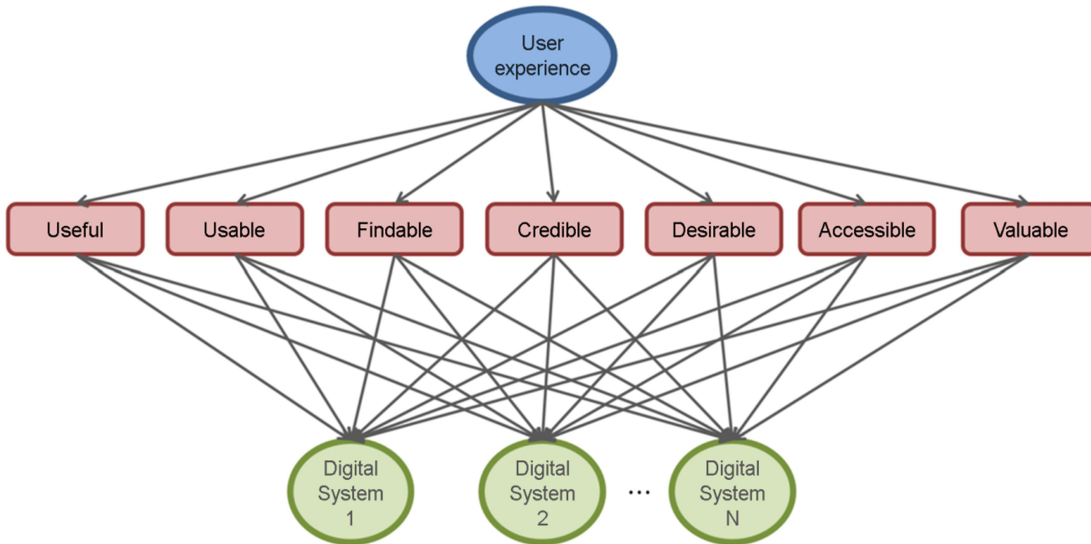 User
experience
Useful
Usable
Findable
Credible
Desirable
Accessible
Valuable
Digital
System
1
Digital
System
2
...
Digital
System
N